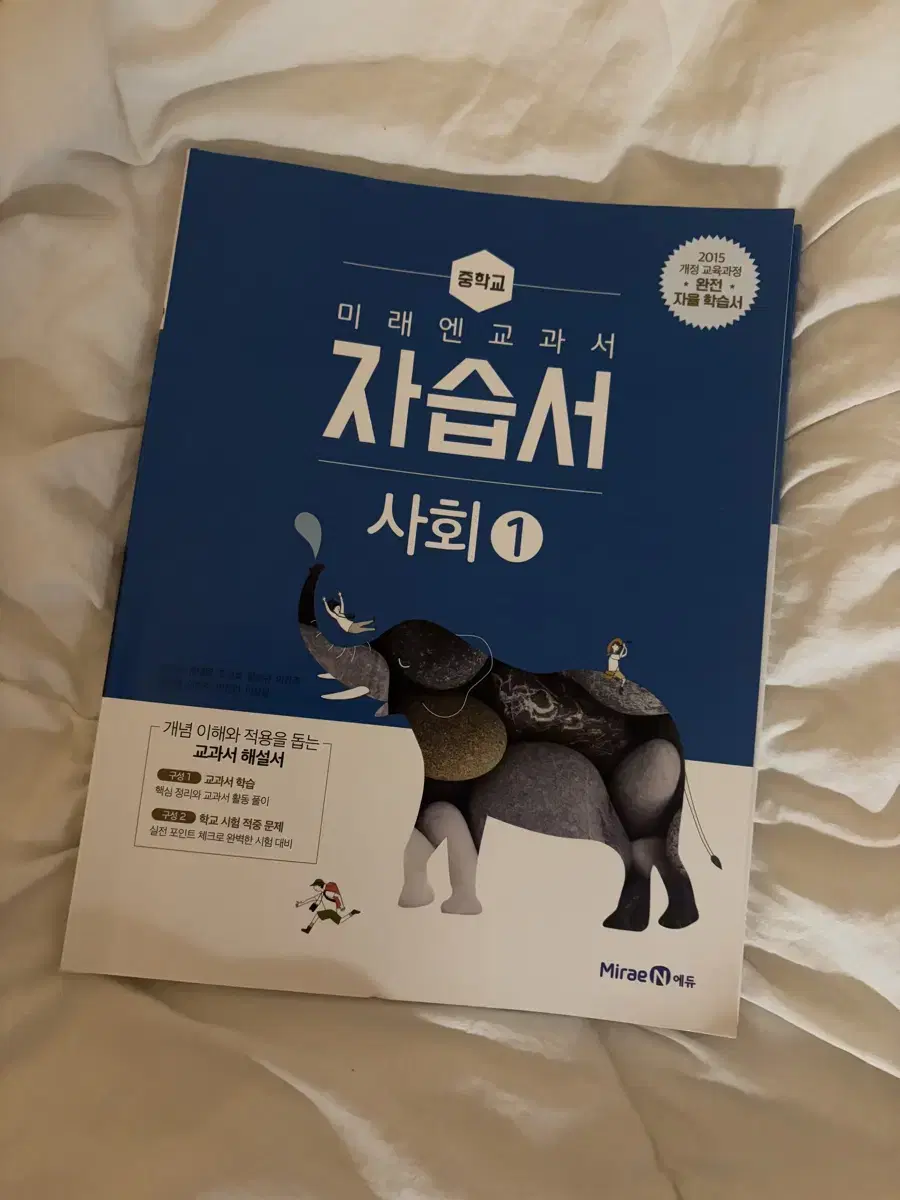 중학교
2015
개정 교육과정
완전
자율 학습서
미래엔교과서
자습서
사회 1
개념 이해와 적용을 돕는
교과서 해설서
구성 1 교과서 학습
핵심 정리와 교과서 활동 풀이
구성 2 학교 시험 적중 문제
실전 포인트 체크로 완벽한 시험 대비
Mirae N 에듀